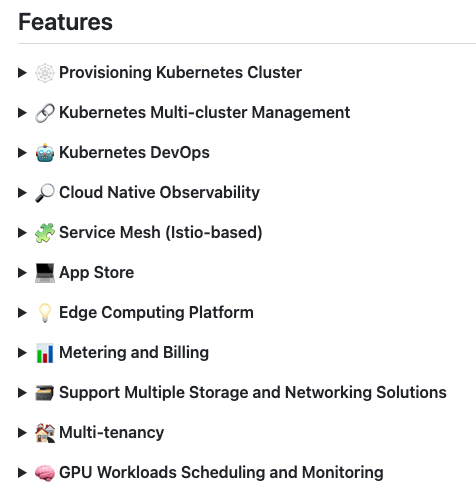 Features
Provisioning Kubernetes Cluster
Kubernetes Multi-cluster Management
Kubernetes DevOps
Cloud Native Observability
Service Mesh (Istio-based)
App Store
Edge Computing Platform
Metering and Billing
Support Multiple Storage and Networking Solutions
Multi-tenancy
GPU Workloads Scheduling and Monitoring